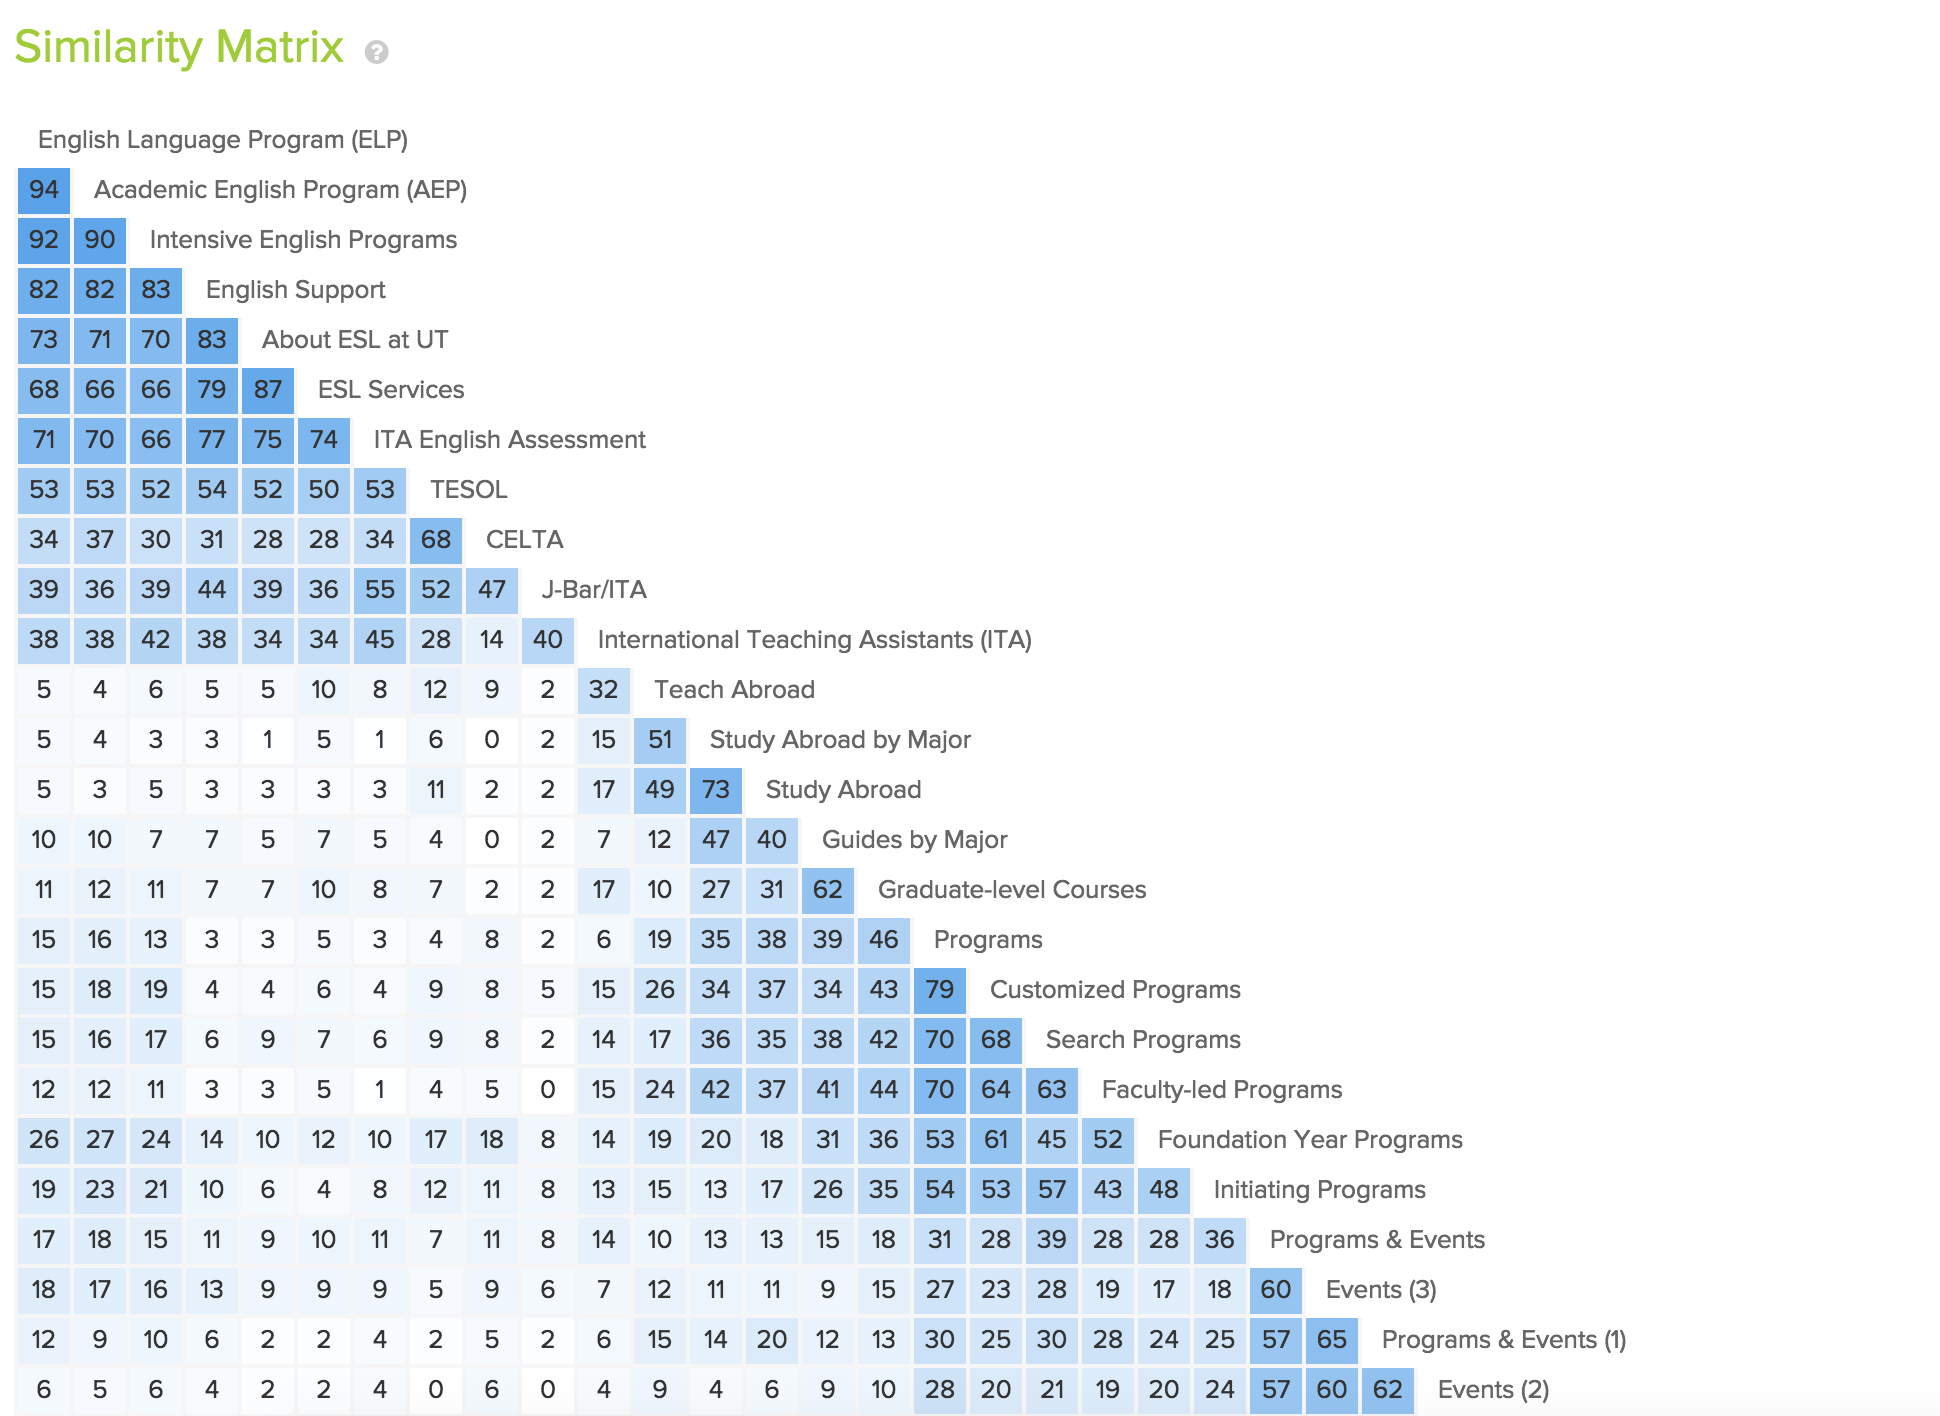 Similarity Matrix ?
English Language Program (ELP)
94 Academic English Program (AEP)
92 90 Intensive English Programs
82 82 83 English Support
73 71 70 83 About ESL at UT
68 66 66 79 87 ESL Services
71 70 66 77 75 74 ITA English Assessment
53 53 52 54 52 50 53 TESOL
34 37 30 31 28 28 34 68 CELTA
39 36 39 44 39 36 55 52 47 J-Bar/ITA
38 38 42 38 34 34 45 28 14 40 International Teaching Assistants (ITA)
5 4 6 5 5 10 8 12 9 2 32 Teach Abroad
5 4 3 3 1 5 1 6 0 2 15 51 Study Abroad by Major
5 3 5 3 3 3 3 11 2 2 17 49 73 Study Abroad
10 10 7 7 5 7 5 4 0 2 7 12 47 40 Guides by Major
11 12 11 7 7 10 8 7 2 2 17 10 27 31 62 Graduate-level Courses
15 16 13 3 3 5 3 4 8 2 6 19 35 38 39 46 Programs
15 18 19 4 4 6 4 9 8 5 15 26 34 37 34 43 79 Customized Programs
15 16 17 6 9 7 6 9 8 2 14 17 36 35 38 42 70 68 Search Programs
12 12 11 3 3 5 1 4 5 0 15 24 42 37 41 44 70 64 63 Faculty-led Programs
26 27 24 14 10 12 10 17 18 8 14 19 20 18 31 36 53 61 45 52 Foundation Year Programs
19 23 21 10 6 4 8 12 11 8 13 15 13 17 26 35 54 53 57 43 48 Initiating Programs
17 18 15 11 9 10 11 7 11 8 14 10 13 13 15 18 31 28 39 28 28 36 Programs & Events
18 17 16 13 9 9 9 5 9 6 7 12 11 11 9 15 27 23 28 19 17 18 60 Events (3)
12 9 10 6 2 2 4 2 5 2 6 15 14 20 12 13 30 25 30 28 24 25 57 65 Programs & Events (1)
6 5 6 4 2 2 4 0 6 0 4 9 4 6 9 10 28 20 21 19 20 24 57 60 62 Events (2)